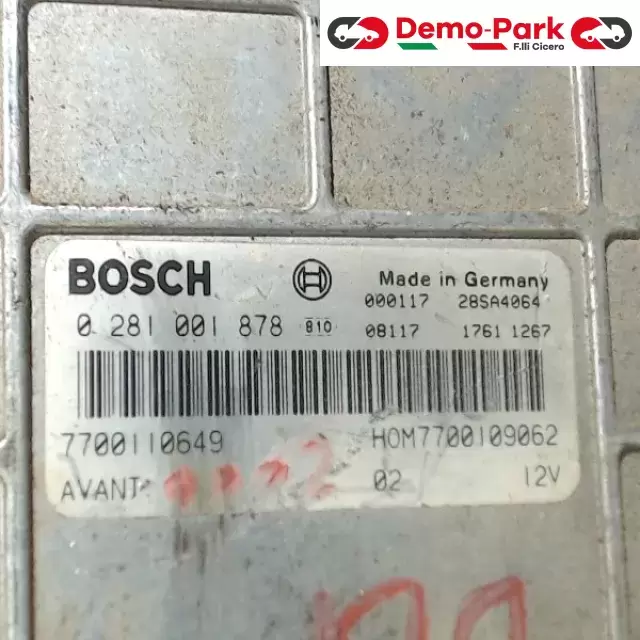 Demo-Park
F.lli Cicero
BOSCH Made in Germany
000117 28SA4064
0 281 001 878 810 08117 1761 1267
7700110649 HOM7700109062
AVANT 02 12V